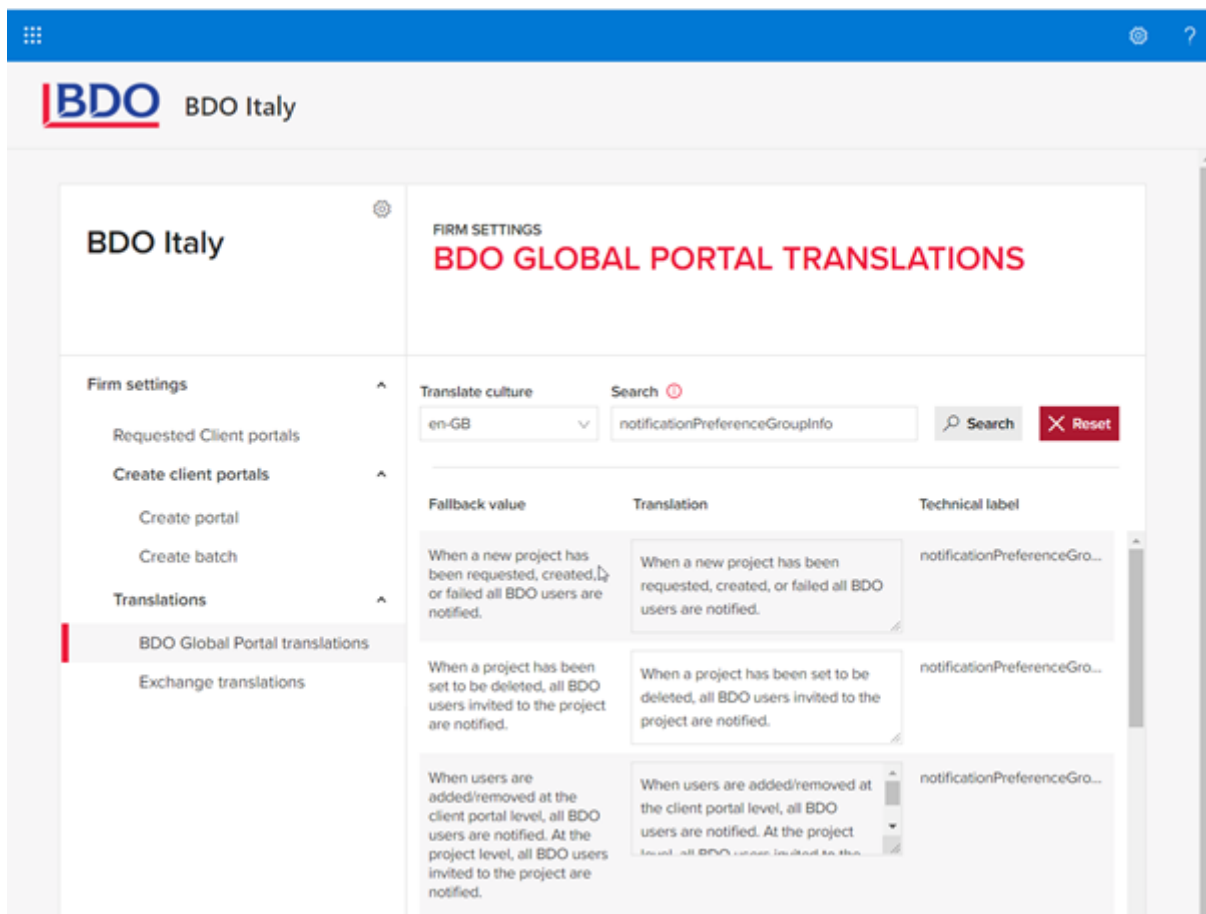 ?
BDO
BDO Italy
BDO Italy
FIRM SETTINGS
BDO GLOBAL PORTAL TRANSLATIONS
Firm settings
Requested Client portals
Create client portals
Create portal
Create batch
Translations
BDO Global Portal translations
Exchange translations
Translate culture
Search
en-GB
notificationPreferenceGroupInfo
Search
Reset
Fallback value
Translation
Technical label
When a new project has
been requested, created,
or failed all BDO users are
notified.
When a new project has been
requested, created, or failed all BDO
users are notified.
notificationPreferenceGro...
When a project has been
set to be deleted, all BDO
users invited to the project
are notified.
When a project has been set to be
deleted, all BDO users invited to the
project are notified.
notificationPreferenceGro...
When users are
added/removed at the
client portal level, all BDO
users are notified. At the
project level, all BDO users
invited to the project are
notified.
When users are added/removed at
the client portal level, all BDO
users are notified. At the project
level, all BDO users invited to the
notificationPreferenceGro...